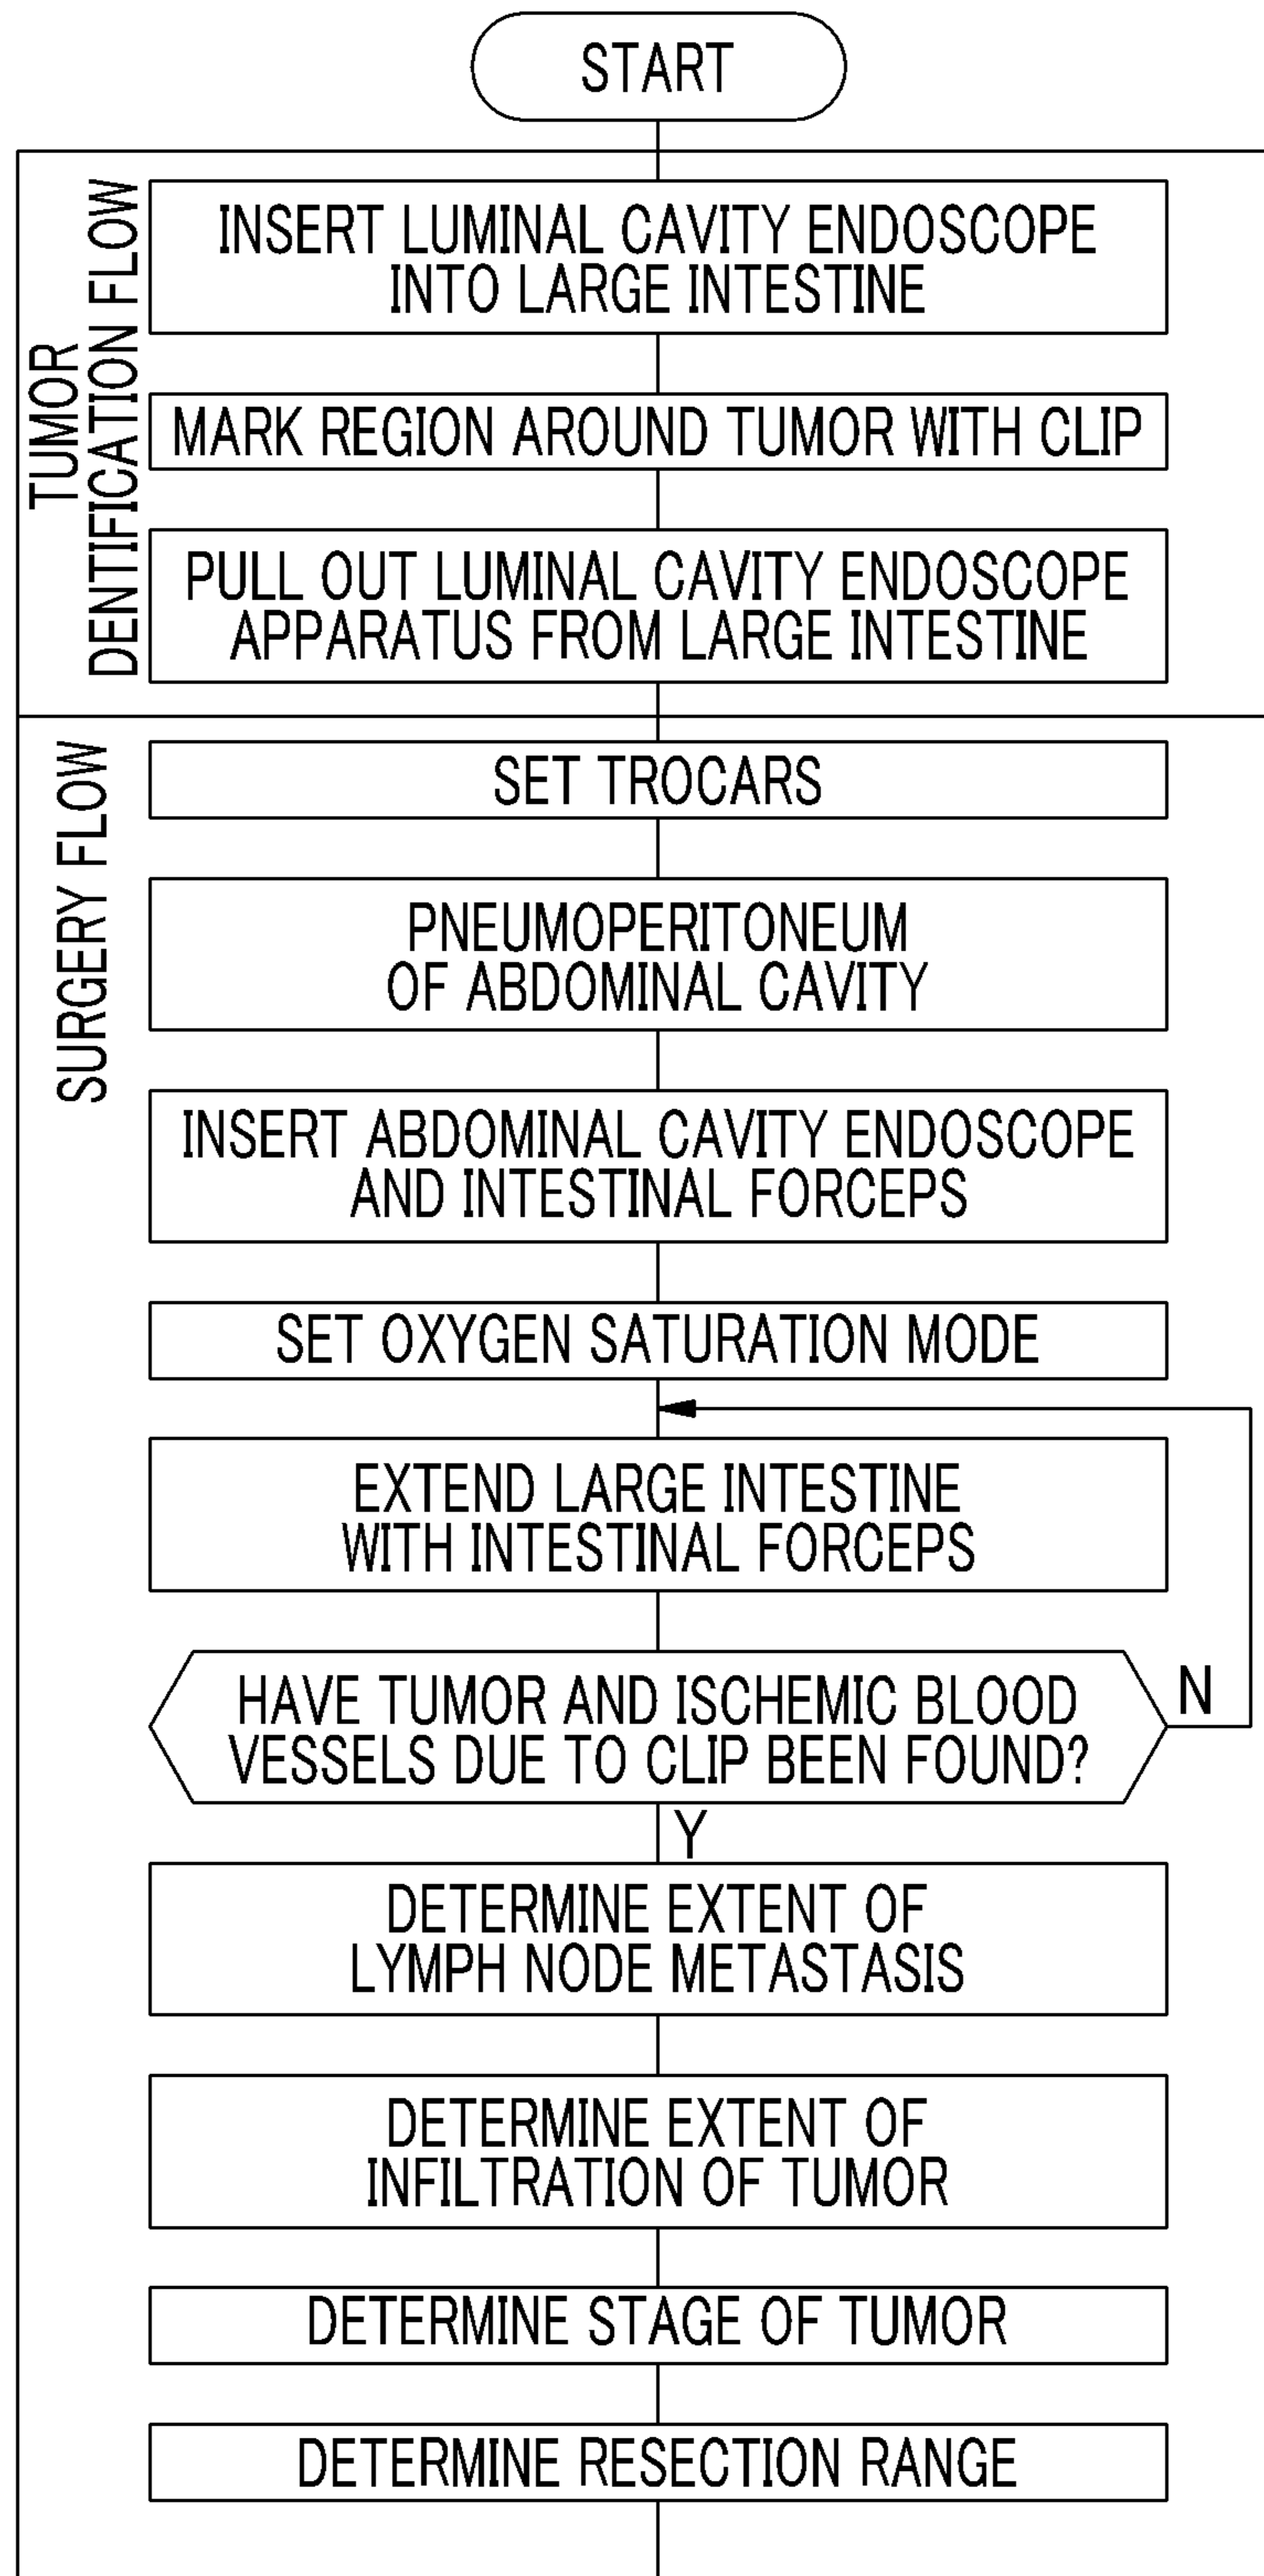 START
TUMOR
IDENTIFICATION FLOW
INSERT LUMINAL CAVITY ENDOSCOPE
INTO LARGE INTESTINE
MARK REGION AROUND TUMOR WITH CLIP
PULL OUT LUMINAL CAVITY ENDOSCOPE
APPARATUS FROM LARGE INTESTINE
SURGERY FLOW
SET TROCARS
PNEUMOPERITONEUM
OF ABDOMINAL CAVITY
INSERT ABDOMINAL CAVITY ENDOSCOPE
AND INTESTINAL FORCEPS
SET OXYGEN SATURATION MODE
EXTEND LARGE INTESTINE
WITH INTESTINAL FORCEPS
HAVE TUMOR AND ISCHEMIC BLOOD
VESSELS DUE TO CLIP BEEN FOUND?
N
Y
DETERMINE EXTENT OF
LYMPH NODE METASTASIS
DETERMINE EXTENT OF
INFILTRATION OF TUMOR
DETERMINE STAGE OF TUMOR
DETERMINE RESECTION RANGE